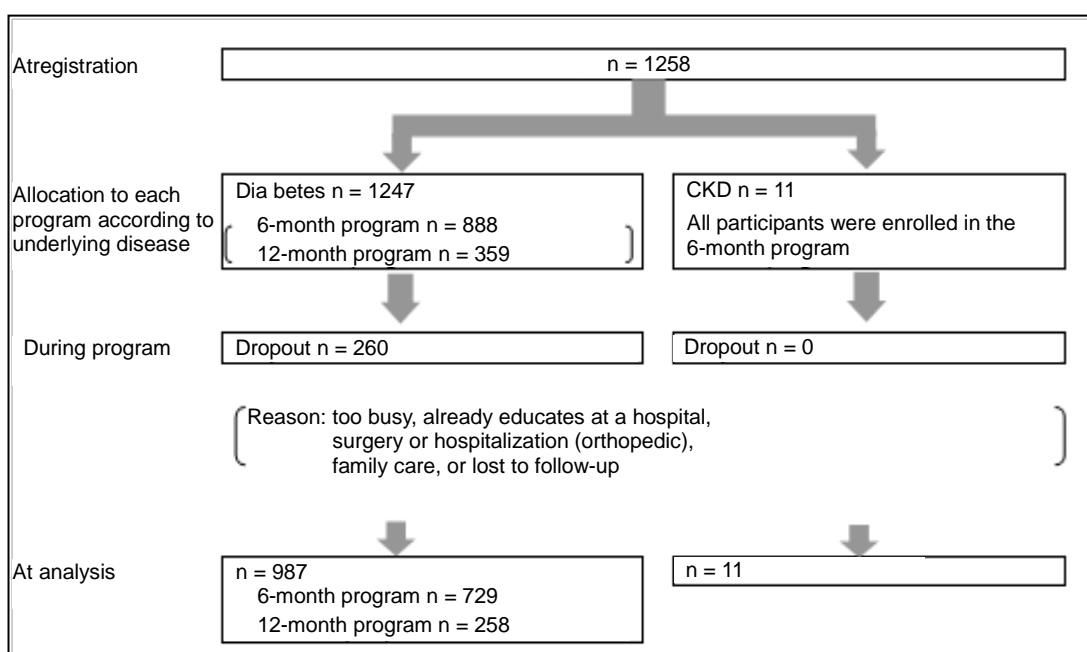 Atregistration
n = 1258
Allocation to each
program according to
underlying disease
Dia betes n = 1247
6-month program n = 888
12-month program n = 359
CKD n = 11
All participants were enrolled in the
6-month program
During program
Dropout n = 260
Dropout n = 0
Reason: too busy, already educates at a hospital,
surgery or hospitalization (orthopedic),
family care, or lost to follow-up
At analysis
n = 987
6-month program n = 729
12-month program n = 258
n = 11